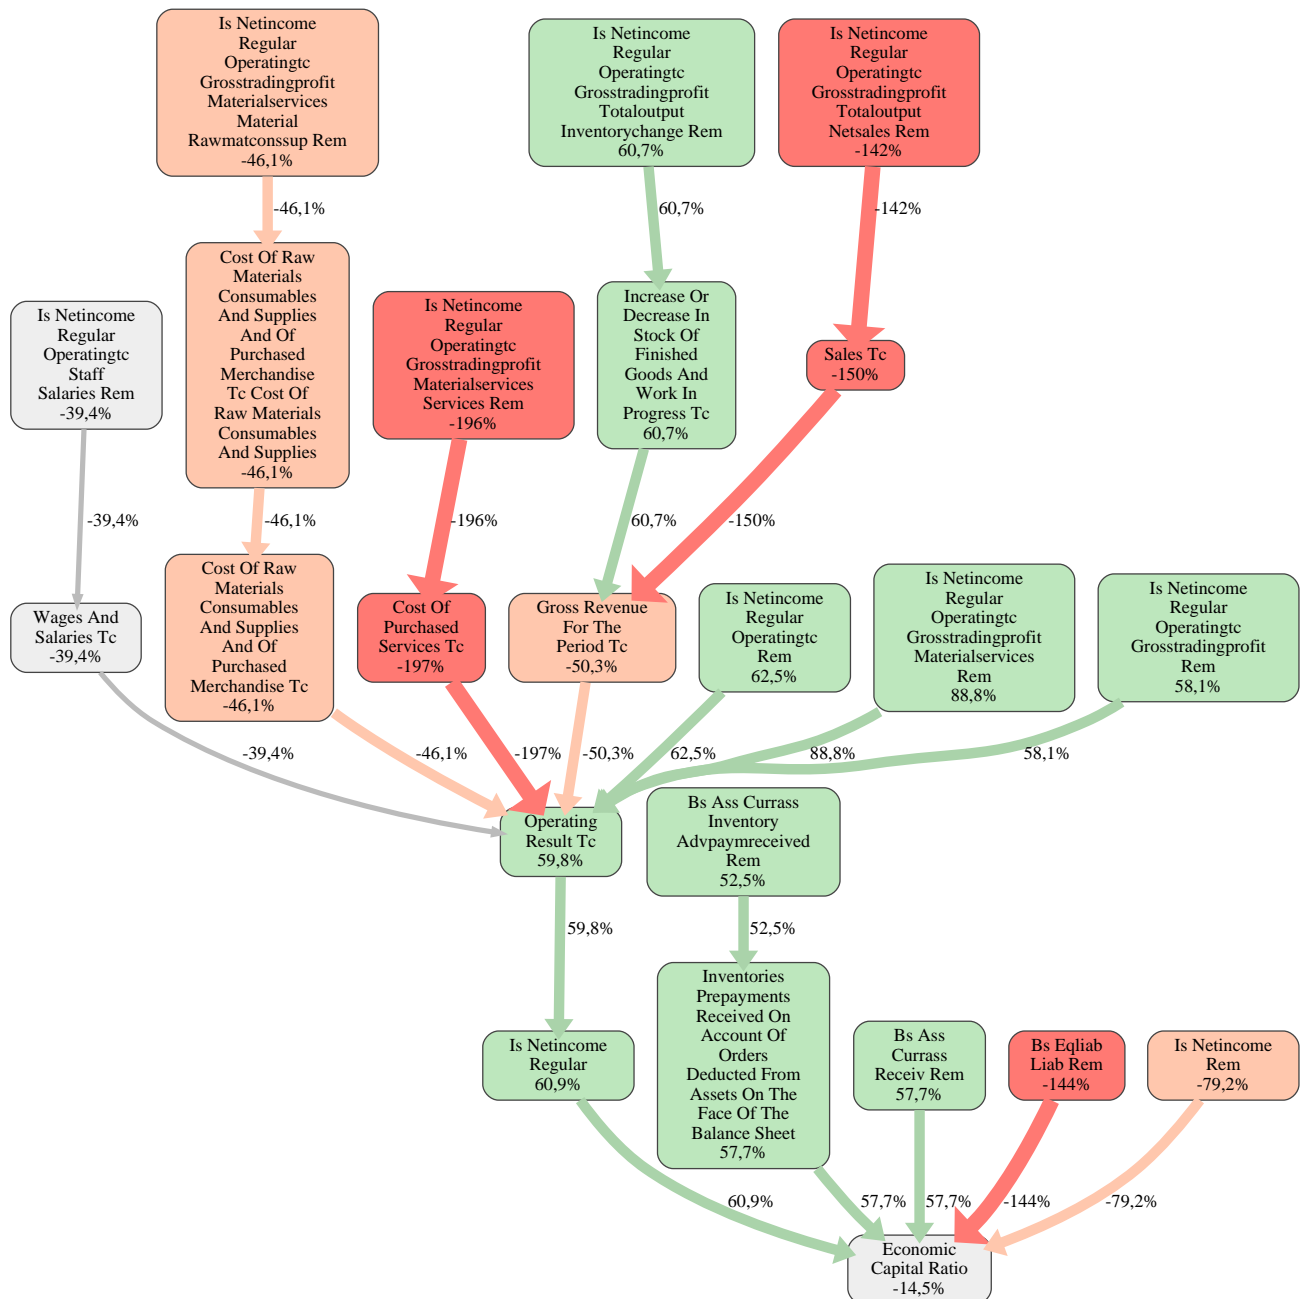 Is Netincome
Regular
Operatingtc
Grosstradingprofit
Materialservices
Material
Rawmatconssup Rem
-46,1%
Is Netincome
Regular
Operatingtc
Grosstradingprofit
Totaloutput
Inventorychange Rem
60,7%
Is Netincome
Regular
Operatingtc
Grosstradingprofit
Totaloutput
Netsales Rem
-142%
-46,1%
60,7%
-142%
Is Netincome
Regular
Operatingtc
Staff
Salaries Rem
-39,4%
Cost Of Raw
Materials
Consumables
And Supplies
And Of
Purchased
Merchandise
Tc Cost Of
Raw Materials
Consumables
And Supplies
-46,1%
Is Netincome
Regular
Operatingtc
Grosstradingprofit
Materialservices
Services Rem
-196%
Increase Or
Decrease In
Stock Of
Finished
Goods And
Work In
Progress Tc
60,7%
Sales Tc
-150%
-39,4%
-46,1%
-196%
60,7%
-150%
Wages And
Salaries Tc
-39,4%
Cost Of Raw
Materials
Consumables
And Supplies
And Of
Purchased
Merchandise Tc
-46,1%
Cost Of
Purchased
Services Tc
-197%
Gross Revenue
For The
Period Tc
-50,3%
Is Netincome
Regular
Operatingtc
Rem
62,5%
Is Netincome
Regular
Operatingtc
Grosstradingprofit
Materialservices
Rem
88,8%
Is Netincome
Regular
Operatingtc
Grosstradingprofit
Rem
58,1%
-39,4%
-46,1%
-197%
-50,3%
62,5%
88,8%
58,1%
Operating
Result Tc
59,8%
Bs Ass Currass
Inventory
Advpaymreceived
Rem
52,5%
59,8%
52,5%
Is Netincome
Regular
60,9%
Inventories
Prepayments
Received On
Account Of
Orders
Deducted From
Assets On The
Face Of The
Balance Sheet
57,7%
Bs Ass
Currass
Receiv Rem
57,7%
Bs Eqliab
Liab Rem
-144%
Is Netincome
Rem
-79,2%
60,9%
57,7%
57,7%
-144%
-79,2%
Economic
Capital Ratio
-14,5%